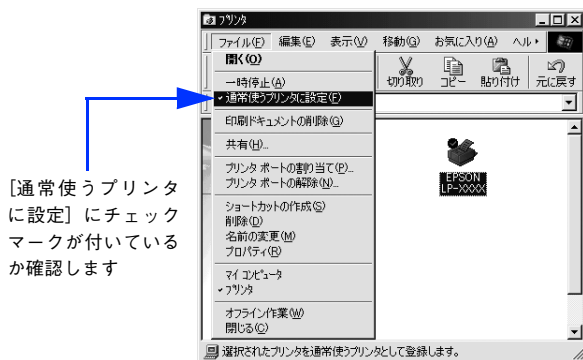 プリンタ
ファイル(F) 編集(E) 表示(V) 移動(G) お気に入り(A) ヘル
開く(O)
一時停止(A)
通常使うプリンタに設定(F)
印刷ドキュメントの削除(G)
共有(H)...
プリンタ ポートの割り当て(P)...
プリンタ ポートの解除(N)...
ショートカットの作成(S)
削除(D)
名前の変更(M)
プロパティ(R)
マイ コンピュータ
プリンタ
オフライン作業(W)
閉じる(C)
切り取り コピー 貼り付け 元に戻す
EPSON
LP-XXXX
選択されたプリンタを通常使うプリンタとして登録します。
[通常使うプリンタ
に設定]にチェック
マークが付いている
か確認します